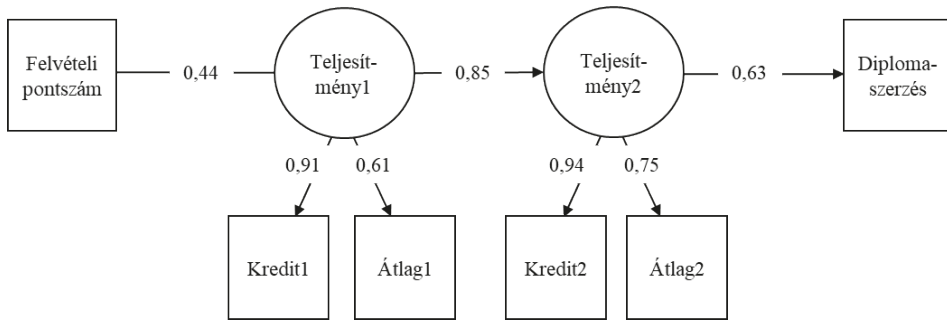 Felvételi
pontszám
0,44
Teljesít-
mény1
0,85
Teljesít-
mény2
0,63
Diploma-
szerzés
0,91
0,61
0,94
0,75
Kredit1
Átlag1
Kredit2
Átlag2